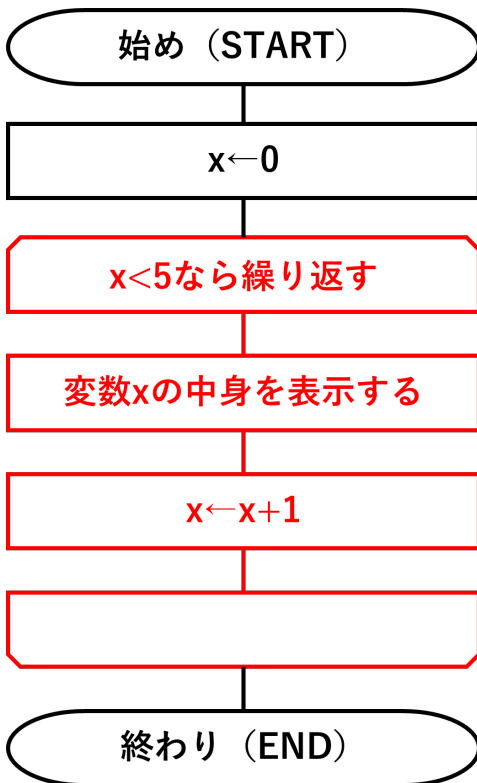 始め（START）
x←0
x<5なら繰り返す
変数xの中身を表示する
x←x+1
終わり（END）